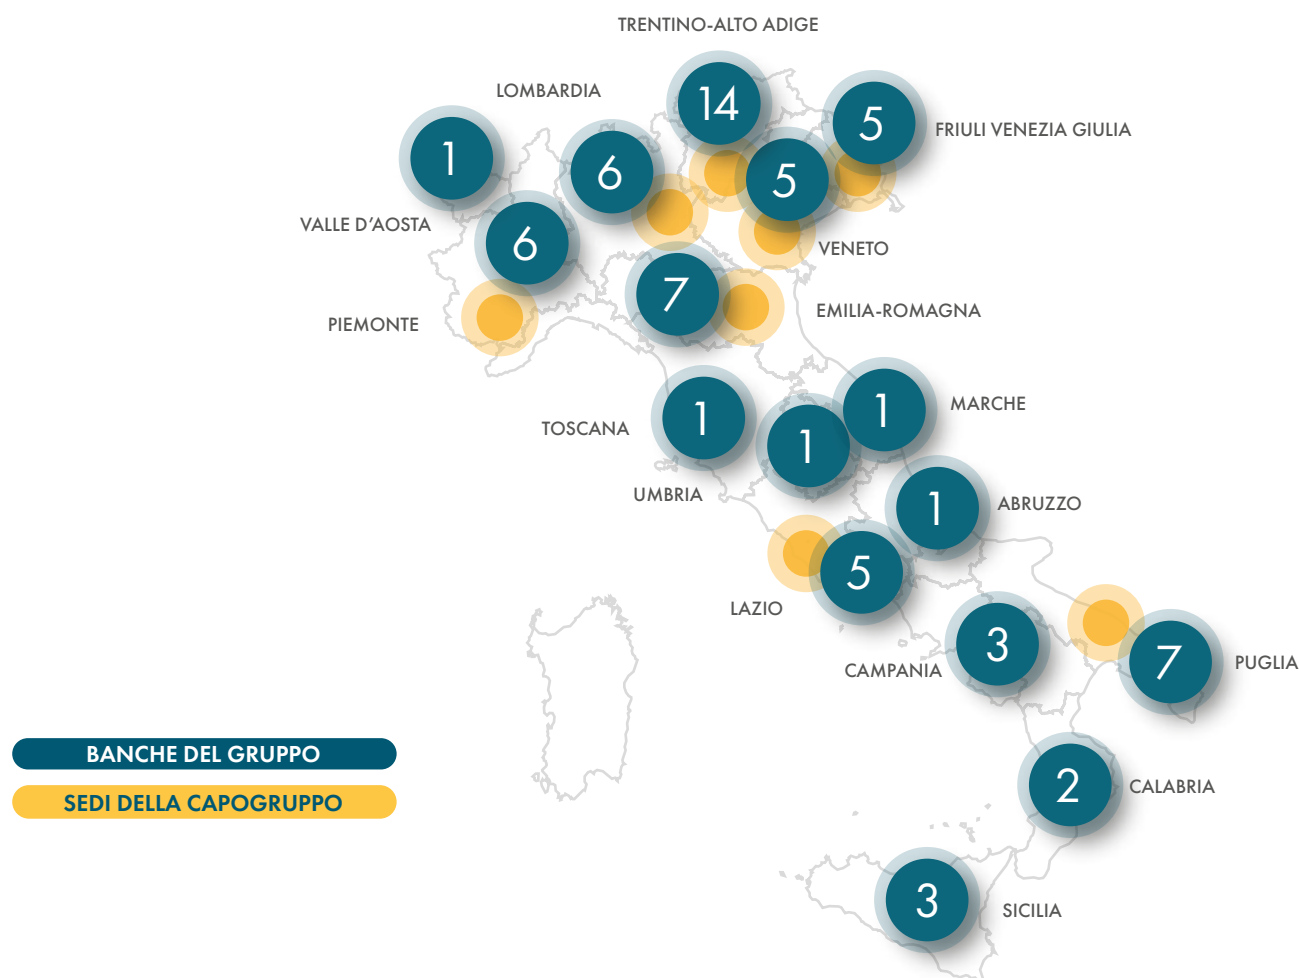 TRENTINO-ALTO ADIGE
14
LOMBARDIA
5
FRIULI VENEZIA GIULIA
1
6
5
VALLE D’AOSTA
6
VENETO
7
EMILIA-ROMAGNA
PIEMONTE
1
MARCHE
TOSCANA
1
1
UMBRIA
1
ABRUZZO
5
LAZIO
3
CAMPANIA
7
PUGLIA
BANCHE DEL GRUPPO
SEDI DELLA CAPOGRUPPO
2
CALABRIA
3
SICILIA